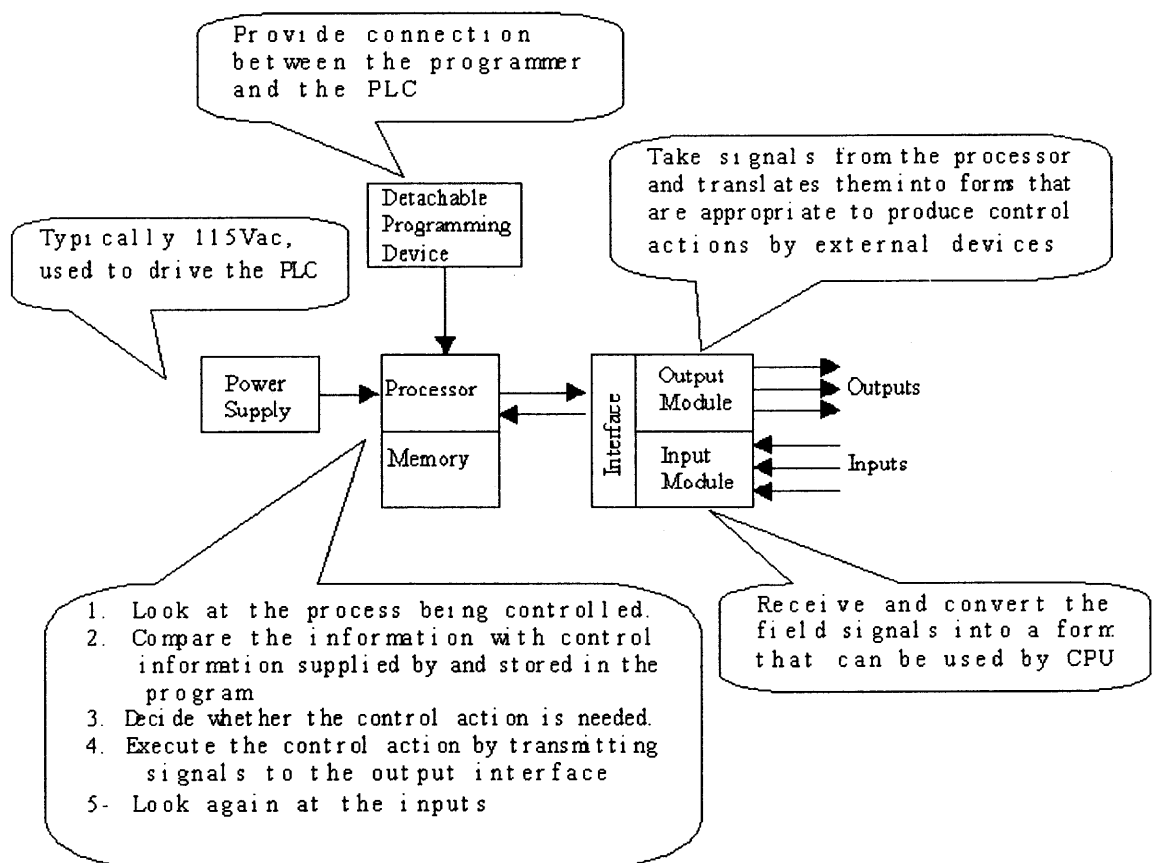 Provide connection
between the programmer
and the PLC
Take signals from the processor
and translates them into forms that
are appropriate to produce control
actions by external devices
Detachable
Programming
Device
Typically 115Vac,
used to drive the PLC
Power
Supply
Processor
Memory
Interface
Output
Module
Outputs
Input
Module
Inputs
1. Look at the process being controlled.
2. Compare the information with control
information supplied by and stored in the
program
3. Decide whether the control action is needed.
4. Execute the control action by transmitting
signals to the output interface
5- Look again at the inputs
Receive and convert the
field signals into a form
that can be used by CPU